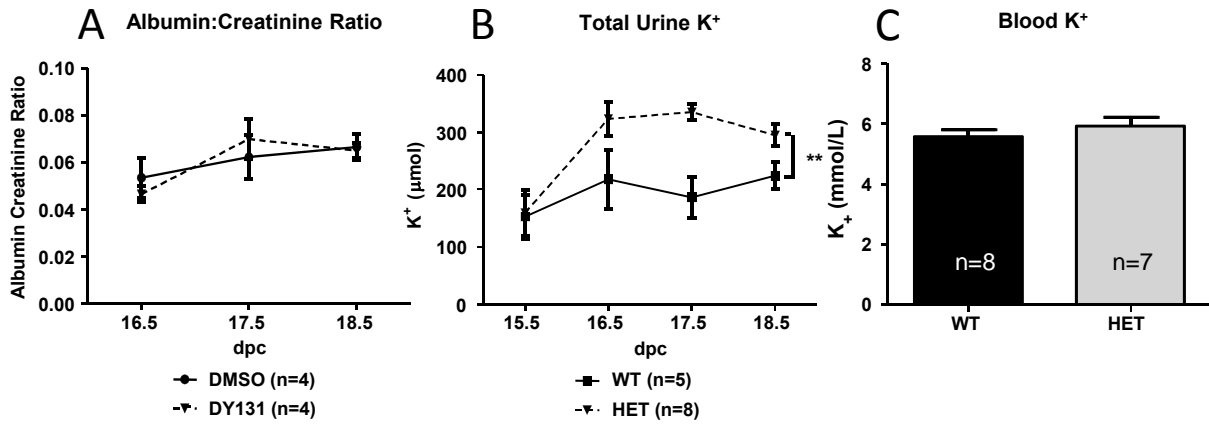 A Albumin:Creatinine Ratio
Albumin Creatinine Ratio
0.10
0.08
0.06
0.04
0.02
0.00
16.5 17.5 18.5
dpc
DMSO (n=4)
DY131 (n=4)
B Total Urine K⁺
K⁺ (μmol)
400
300
200
100
0
**
15.5 16.5 17.5 18.5
dpc
WT (n=5)
HET (n=8)
C Blood K⁺
K₊ (mmol/L)
8
6
4
2
0
n=8 n=7
WT HET